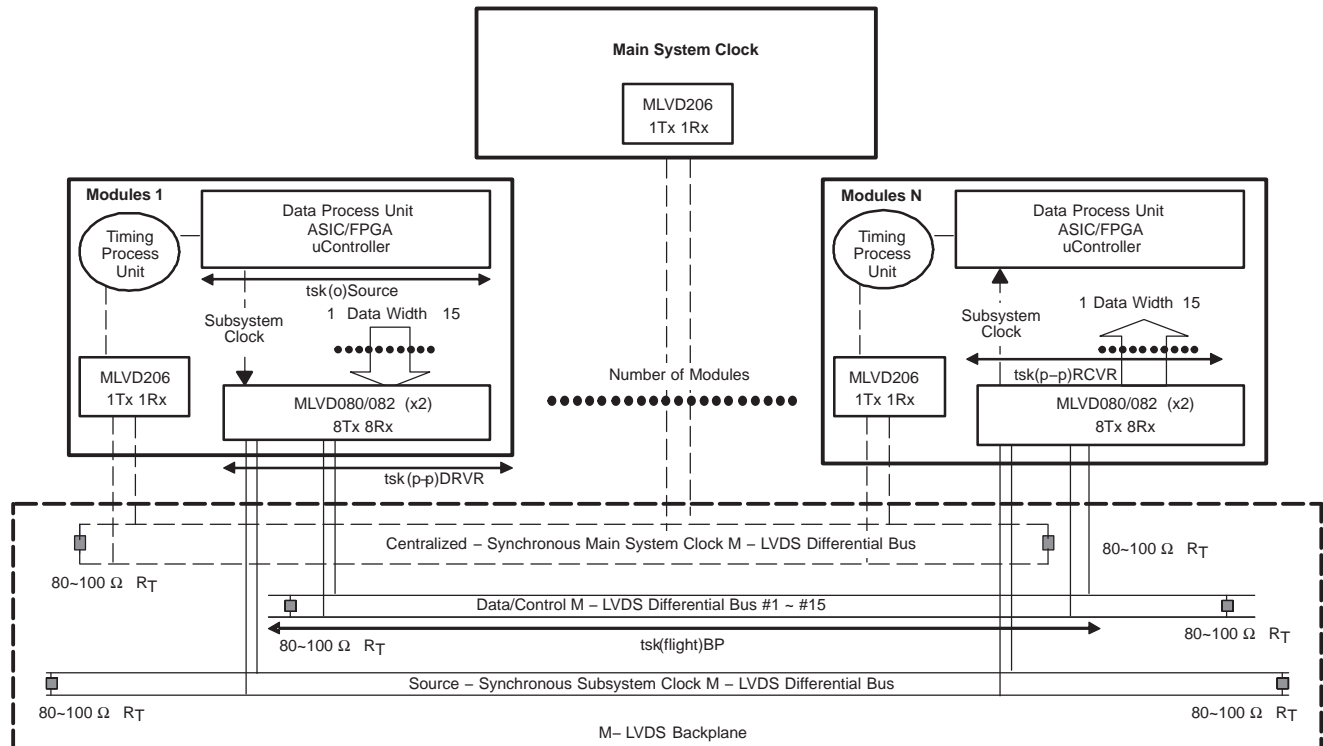 Main System Clock
MLVD206
1Tx 1Rx
Modules 1
Data Process Unit
ASIC/FPGA
uController
Timing
Process
Unit
tsk(o)Source
1 Data Width 15
Subsystem
Clock
MLVD206
1Tx 1Rx
MLVD080/082 (x2)
8Tx 8Rx
tsk(p-p)DRVR
Number of Modules
Modules N
Data Process Unit
ASIC/FPGA
uController
Timing
Process
Unit
1 Data Width 15
Subsystem
Clock
tsk(p–p)RCVR
MLVD206
1Tx 1Rx
MLVD080/082 (x2)
8Tx 8Rx
Centralized – Synchronous Main System Clock M – LVDS Differential Bus
80~100 Ω RT
80~100 Ω RT
Data/Control M – LVDS Differential Bus #1 ~ #15
80~100 Ω RT
tsk(flight)BP
80~100 Ω RT
Source – Synchronous Subsystem Clock M – LVDS Differential Bus
80~100 Ω RT
80~100 Ω RT
M– LVDS Backplane